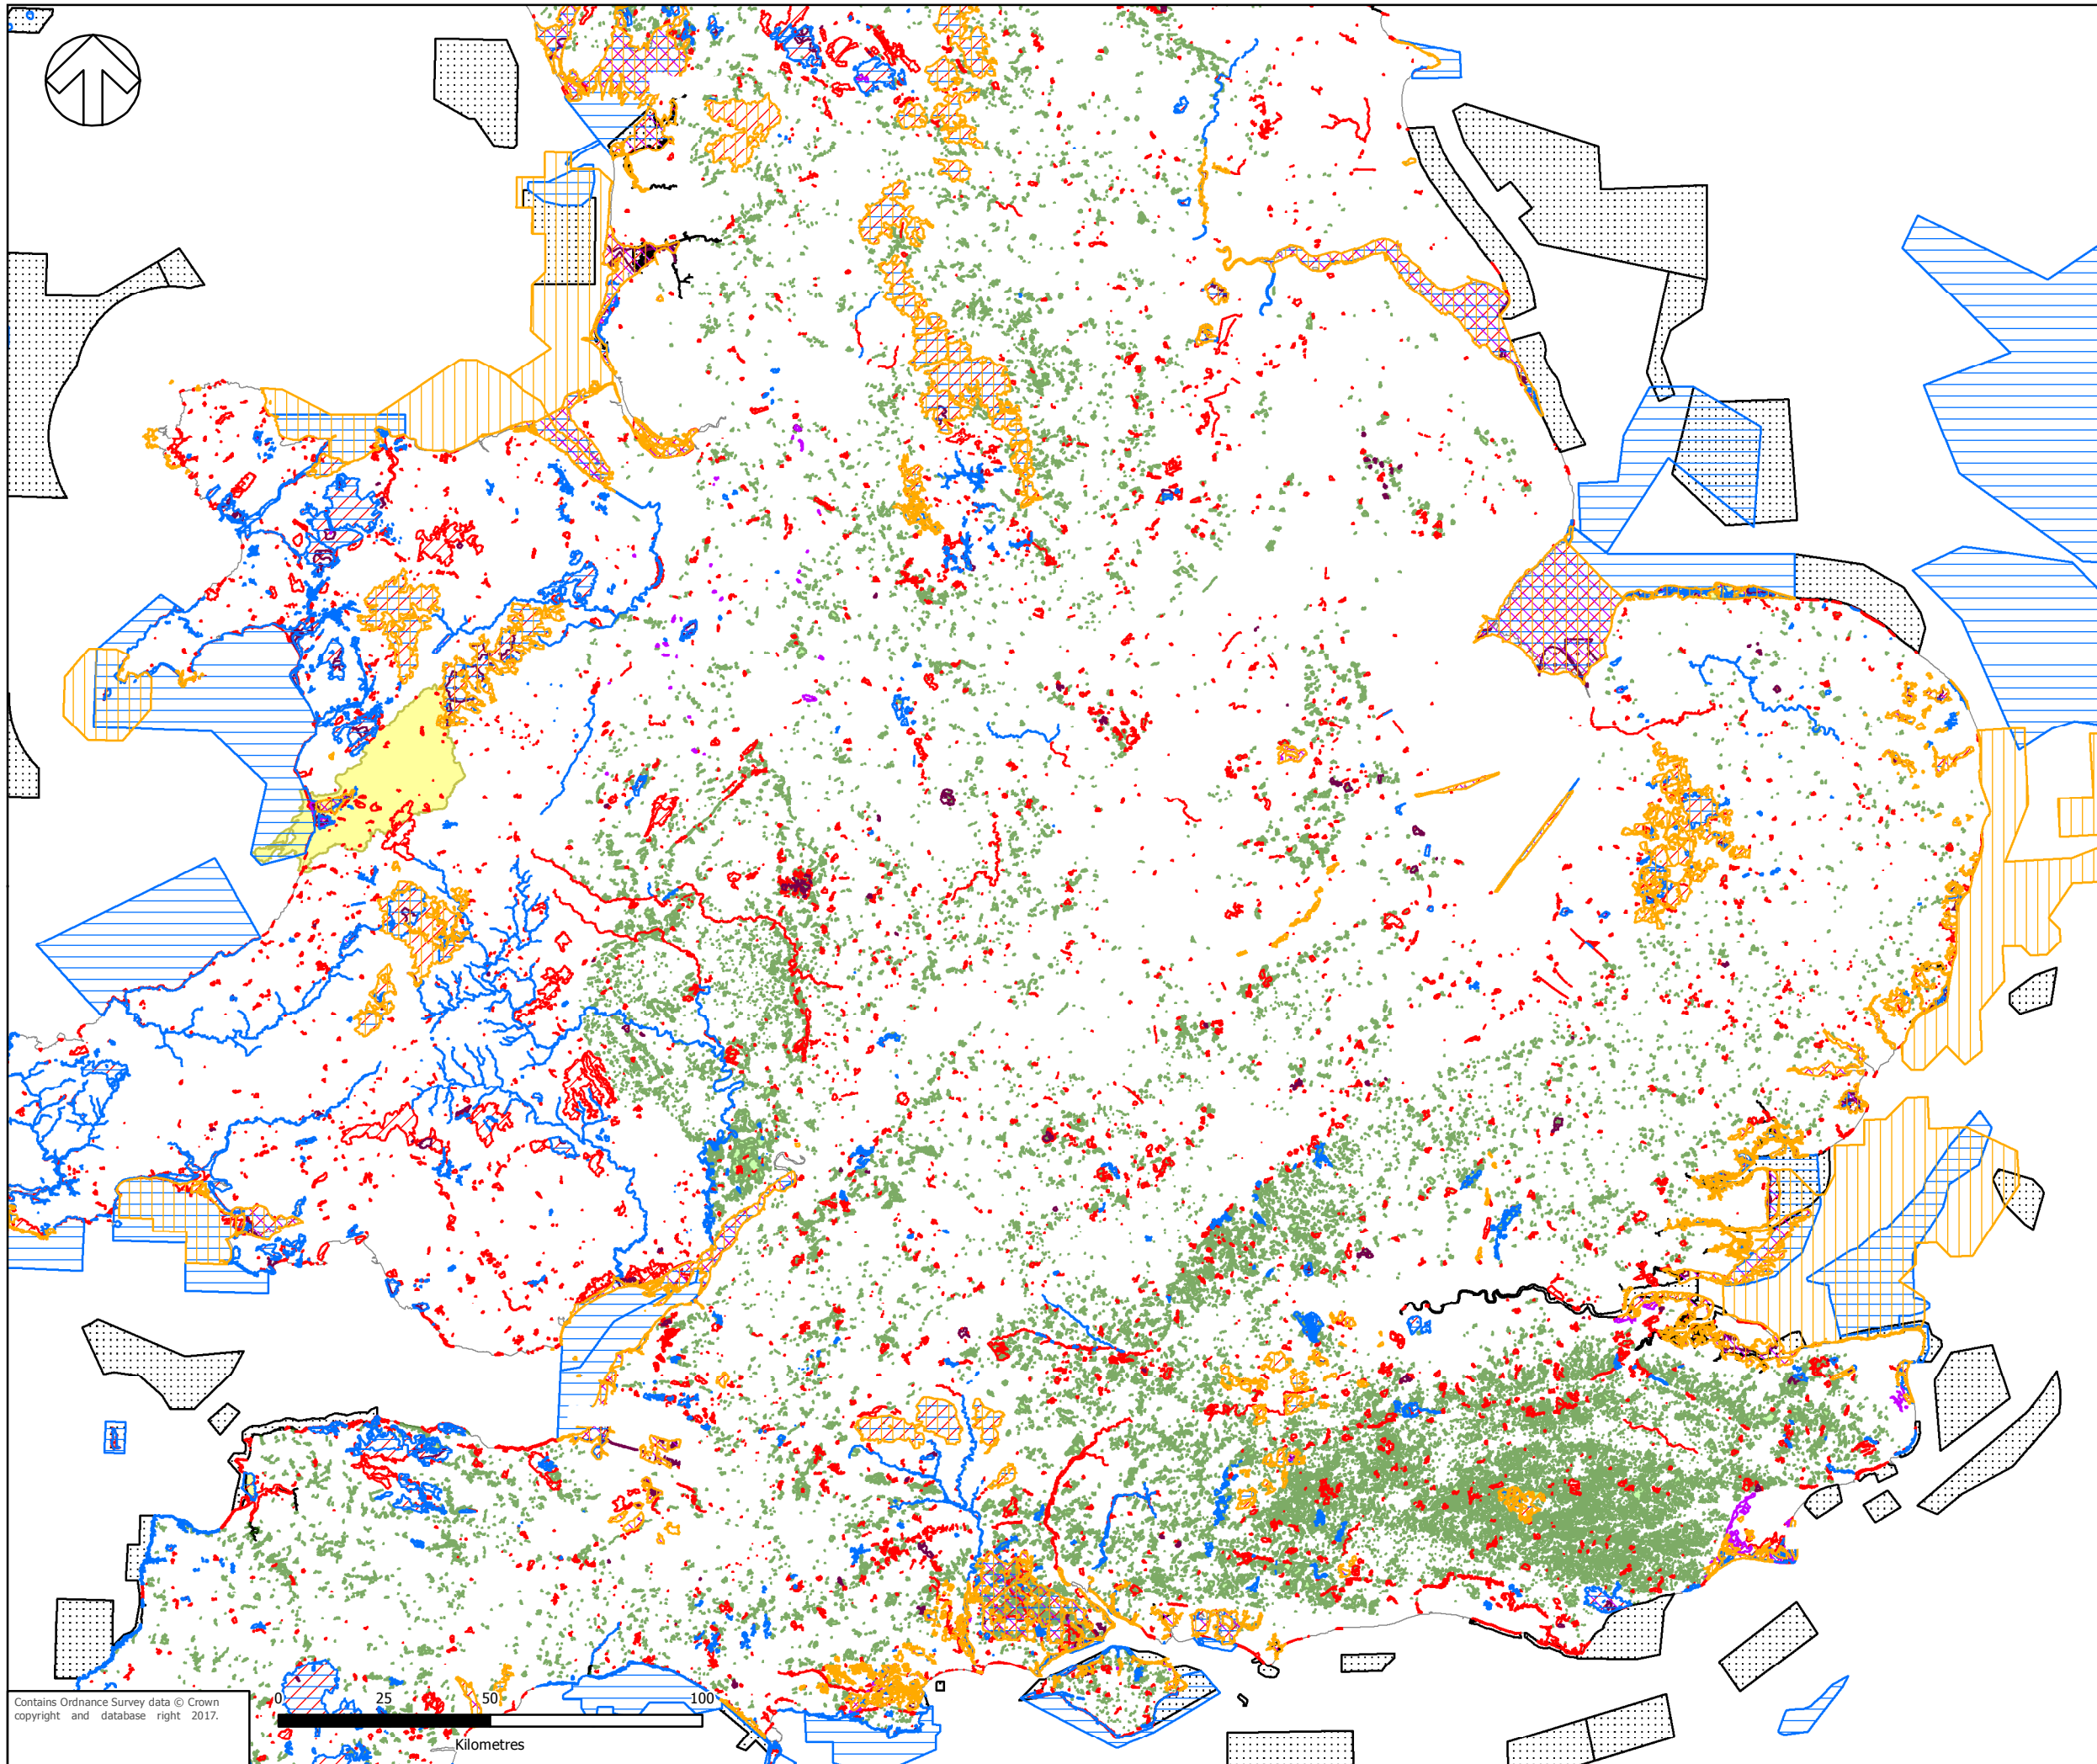 Contains Ordnance Survey data © Crown
copyright and database right 2017.
0 25 50 100
Kilometres